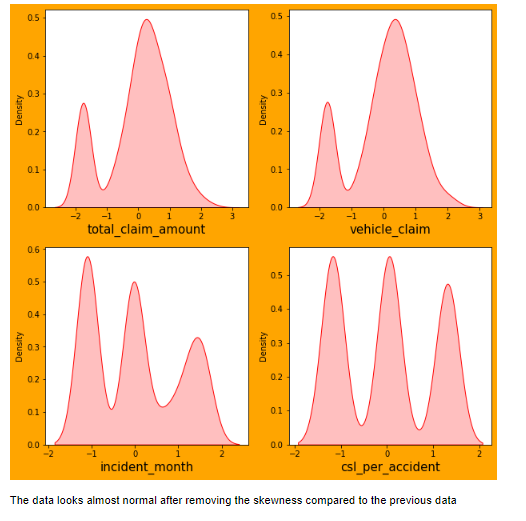 0.5
0.4
0.3
0.2
0.1
0.0
Density
-2 -1 0 1 2 3
total_claim_amount
0.5
0.4
0.3
0.2
0.1
0.0
Density
-2 -1 0 1 2 3
vehicle_claim
0.6
0.5
0.4
0.3
0.2
0.1
0.0
Density
-2 -1 0 1 2
incident_month
0.5
0.4
0.3
0.2
0.1
0.0
Density
-2 -1 0 1 2
csl_per_accident
The data looks almost normal after removing the skewness compared to the previous data